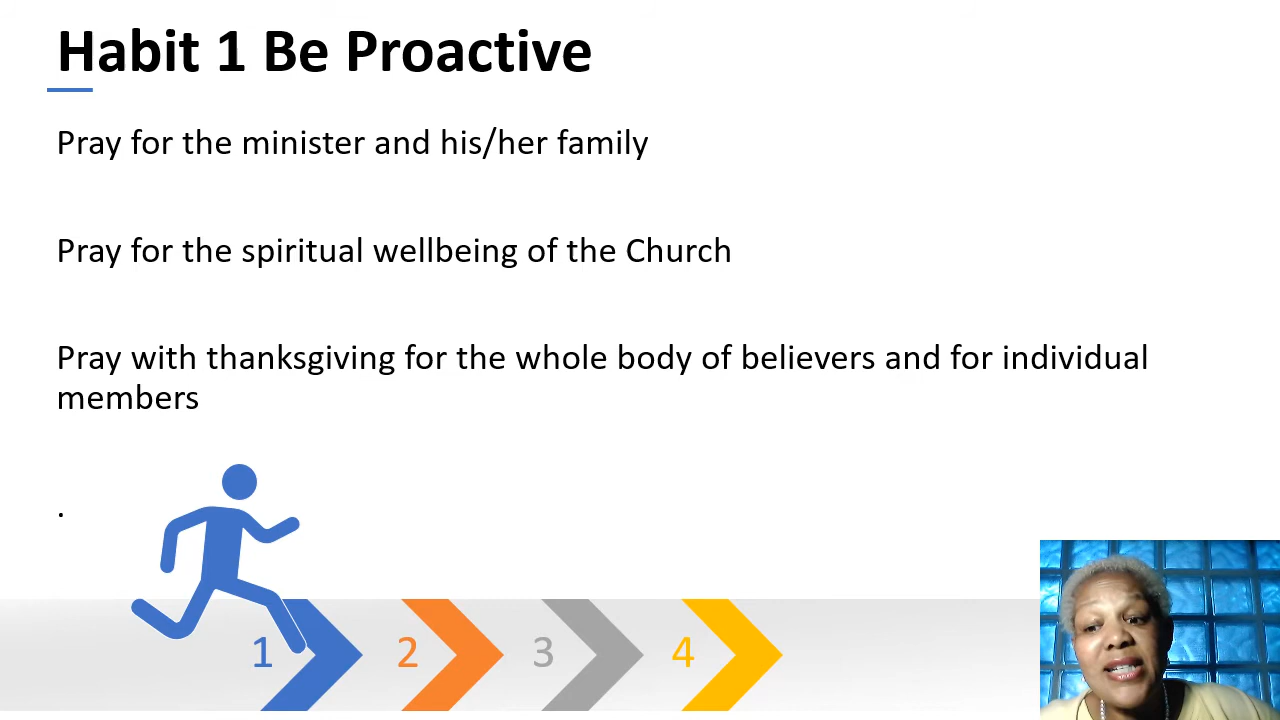 Habit 1 Be Proactive
Pray for the minister and his/her family
Pray for the spiritual wellbeing of the Church
Pray with thanksgiving for the whole body of believers and for individual
members
.
1 2 3 4